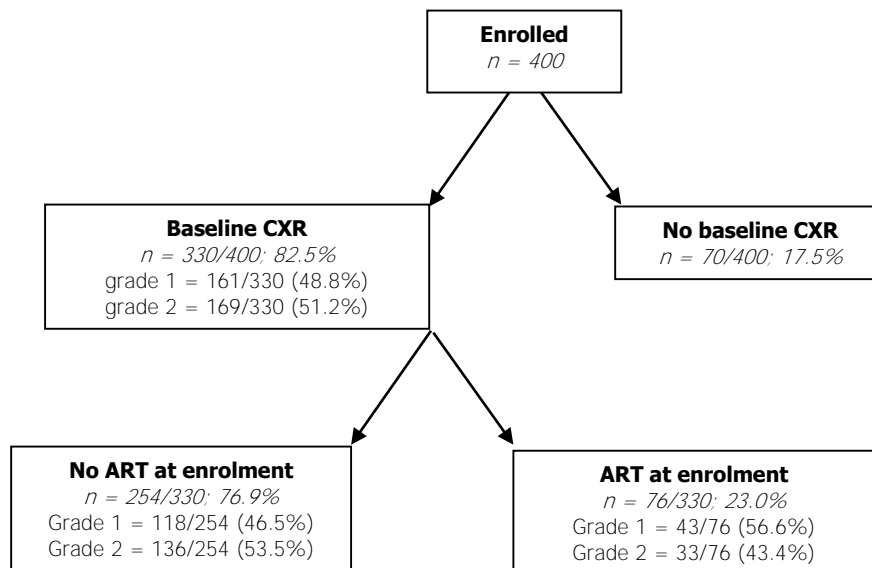 Enrolled
n = 400
Baseline CXR
n = 330/400; 82.5%
grade 1 = 161/330 (48.8%)
grade 2 = 169/330 (51.2%)
No baseline CXR
n = 70/400; 17.5%
No ART at enrolment
n = 254/330; 76.9%
Grade 1 = 118/254 (46.5%)
Grade 2 = 136/254 (53.5%)
ART at enrolment
n = 76/330; 23.0%
Grade 1 = 43/76 (56.6%)
Grade 2 = 33/76 (43.4%)